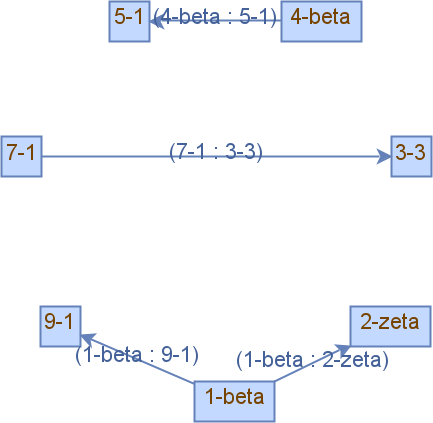 5-1
(4-beta : 5-1)
4-beta
7-1
(7-1 : 3-3)
3-3
9-1
2-zeta
(1-beta : 9-1)
(1-beta : 2-zeta)
1-beta